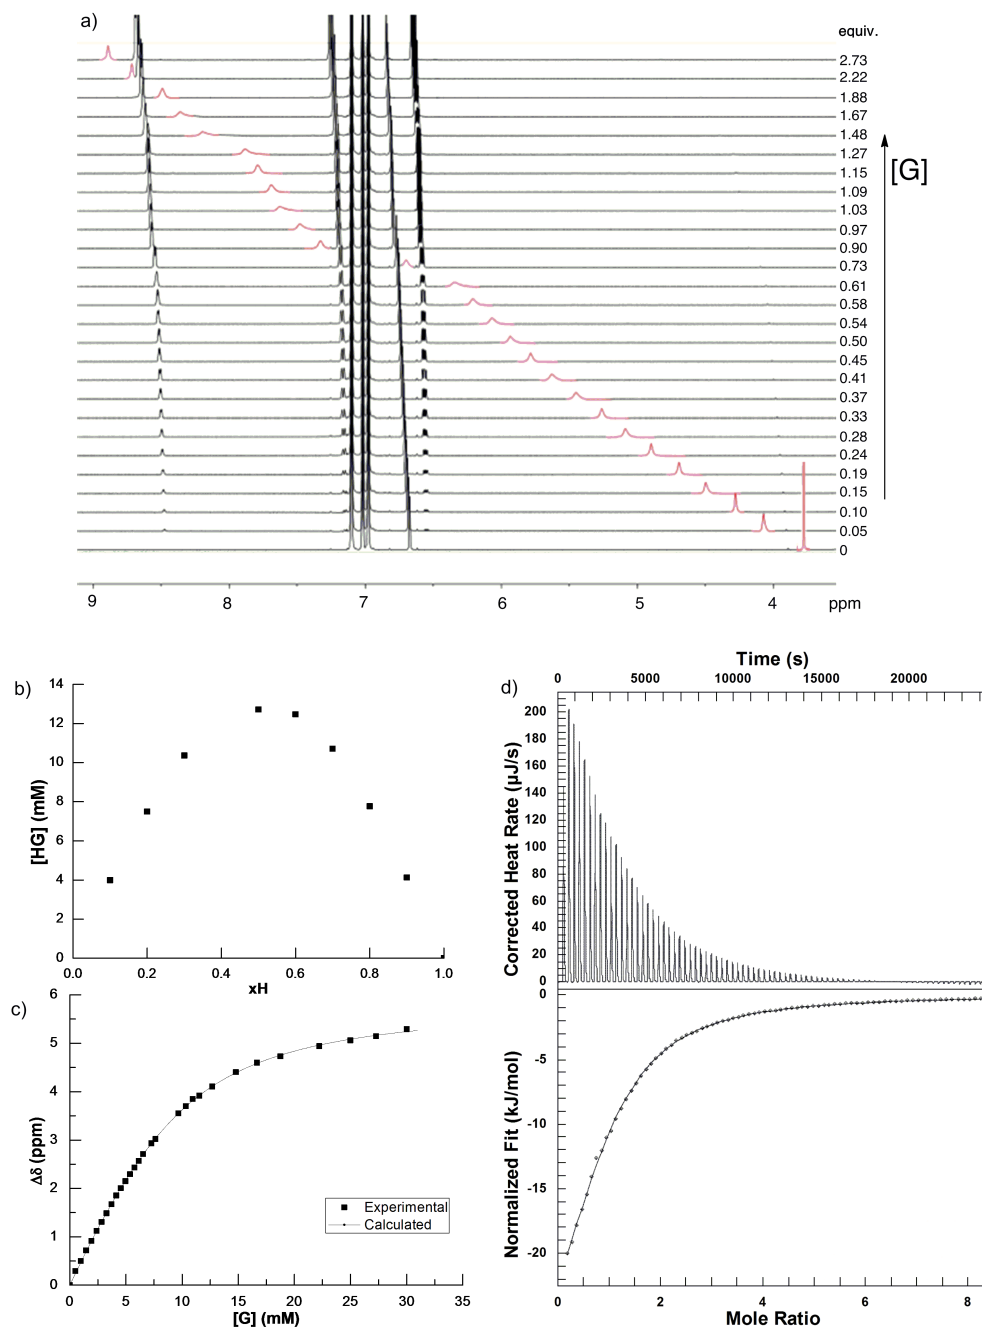 a)
equiv.
2.73
2.22
1.88
1.67
1.48
1.27
1.15
1.09
1.03
0.97
0.90
0.73
0.61
0.58
0.54
0.50
0.45
0.41
0.37
0.33
0.28
0.24
0.19
0.15
0.10
0.05
0
[G]
9 8 7 6 5 4 ppm
b)
14
12
10
8
6
4
2
0
[HG] (mM)
0.0 0.2 0.4 0.6 0.8 1.0
xH
c)
6
5
4
3
2
1
0
Δδ (ppm)
Experimental
Calculated
0 5 10 15 20 25 30 35
[G] (mM)
d)
Time (s)
0 5000 10000 15000 20000
200
180
160
140
120
100
80
60
40
20
0
Corrected Heat Rate (µJ/s)
0
-5
-10
-15
-20
Normalized Fit (kJ/mol)
0 2 4 6 8
Mole Ratio